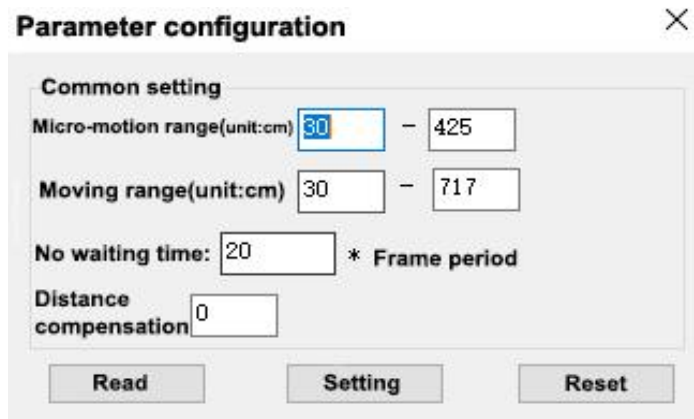 Parameter configuration
Common setting
Micro-motion range(unit:cm) 30 - 425
Moving range(unit:cm) 30 - 717
No waiting time: 20 * Frame period
Distance
compensation 0
Read Setting Reset